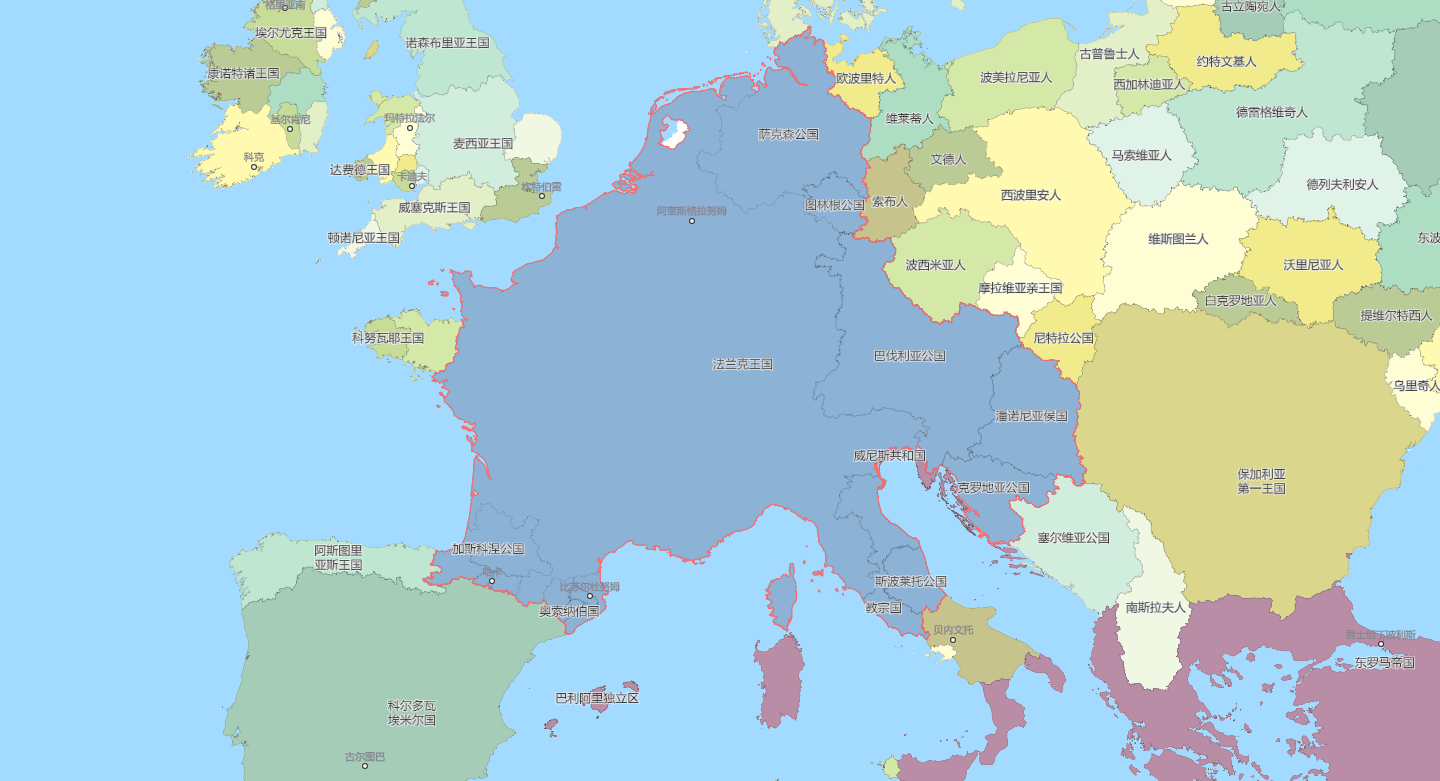 古立陶宛人
埃尔尤克王国
诺森布里亚王国
古普鲁士人
约特文基人
康诺特诸王国
欧波里特人
波美拉尼亚人
西加林迪亚人
德雷格维奇人
基尔肯尼
玛特拉法尔
麦西亚王国
维莱蒂人
萨克森公国
马索维亚人
科克
达费德王国
卡迪夫
埃特伯雷
文德人
西波里安人
德列夫利安人
威塞克斯王国
阿奎斯格拉努姆
图林根公国
索布人
顿诺尼亚王国
维斯图兰人
东波
波西米亚人
沃里尼亚人
摩拉维亚亲王国
白克罗地亚人
提维尔特西人
科努瓦耶王国
尼特拉公国
法兰克王国
巴伐利亚公国
乌里奇人
潘诺尼亚侯国
威尼斯共和国
保加利亚
第一王国
克罗地亚公国
塞尔维亚公国
阿斯图里
亚斯王国
加斯科涅公国
斯波莱托公国
奥索纳伯国
教宗国
南斯拉夫人
贝内文托
君士坦丁波利斯
东罗马帝国
巴利阿里独立区
科尔多瓦
埃米尔国
古尔图巴